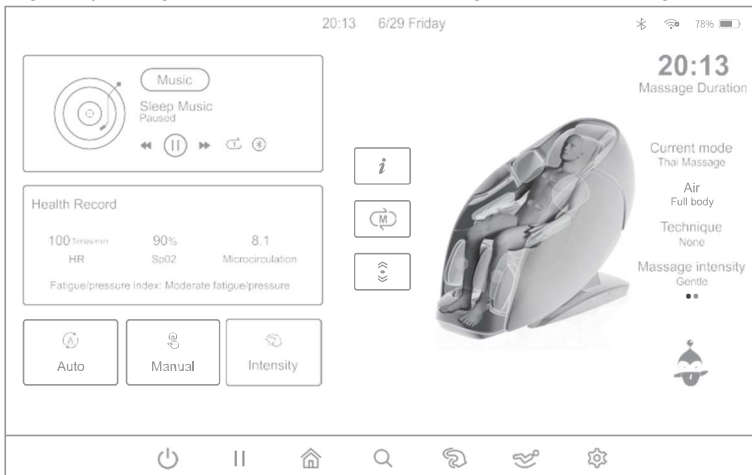 20:13 6/29 Friday
78%
Music
Sleep Music
Paused
20:13
Massage Duration
Current mode
Thai Massage
Air
Full body
Technique
None
Massage intensity
Gentle
i
M
Health Record
100 Times/min 90% 8.1
HR Sp02 Microcirculation
Fatigue/pressure index: Moderate fatigue/pressure
A
Auto
Manual
Intensity